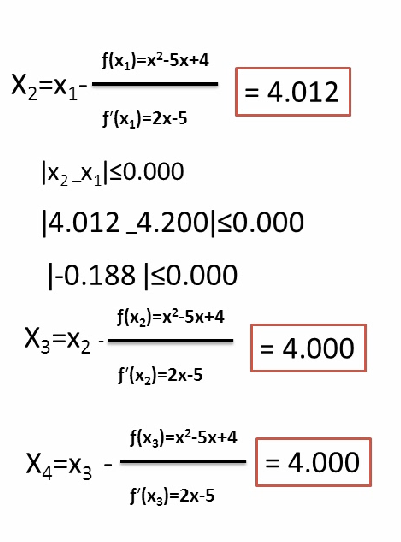 X₂=x₁- f(x₁)=x²-5x+4 / f′(x₁)=2x-5 = 4.012
|x₂ _x₁|≤0.000
|4.012 _4.200|≤0.000
|-0.188 |≤0.000
X₃=x₂ - f(x₂)=x²-5x+4 / f′(x₂)=2x-5 = 4.000
X₄=x₃ - f(x₃)=x²-5x+4 / f′(x₃)=2x-5 = 4.000